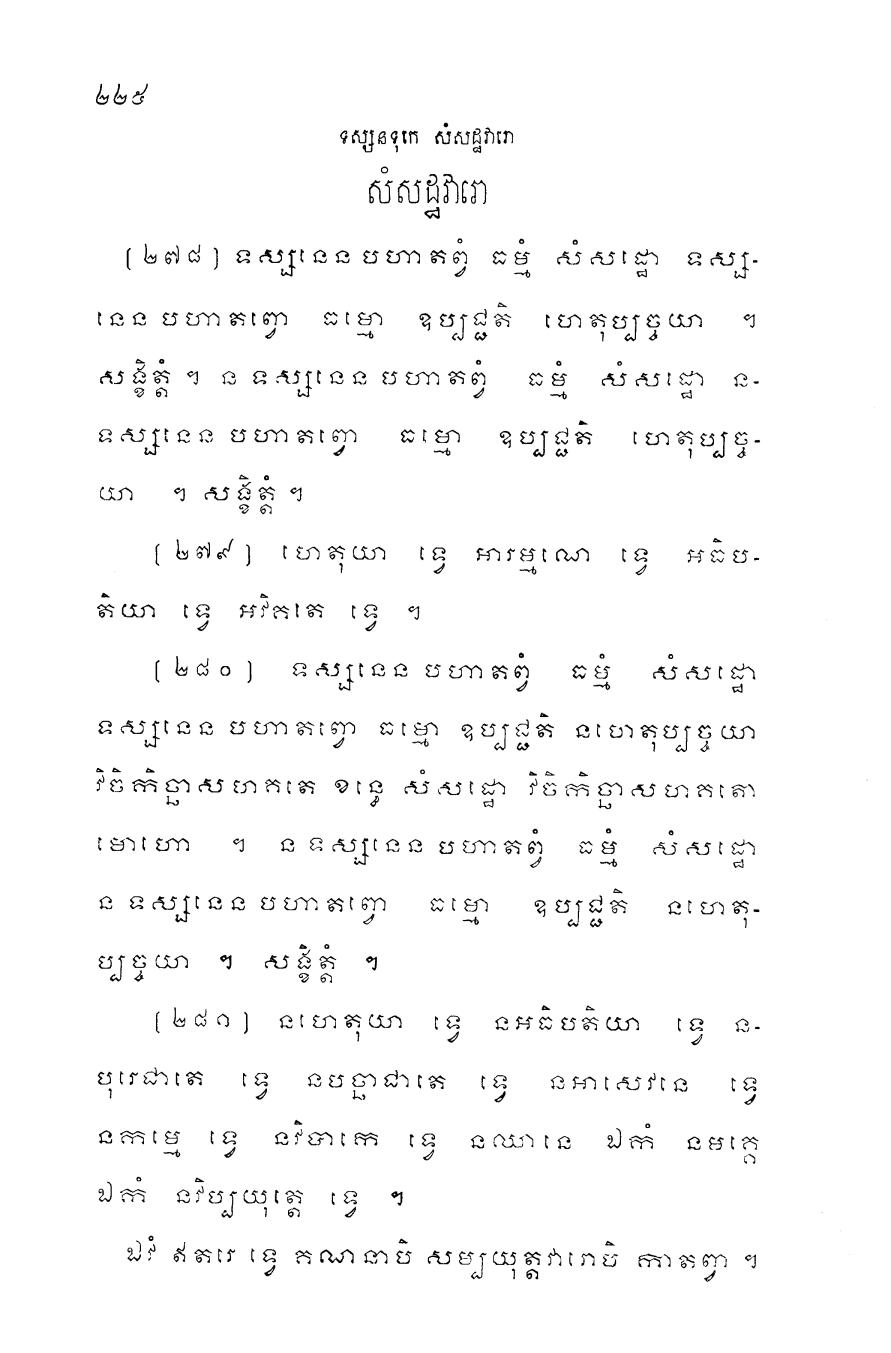 ២២៥
ទស្សនទុកេ សំសដ្ឋវារោ
សំសដ្ឋវារោ
(២៧៨) ទស្សនេន បហាតព្វំ ធម្មំ សំសដ្ឋោ ទស្ស-
នេន បហាតព្វោ ធម្មោ ឧប្បជ្ជតិ ហេតុប្បច្ចយា ។
សង្ខិត្តំ ។ ន ទស្សនេន បហាតព្វំ ធម្មំ សំសដ្ឋោ ន-
ទស្សនេន បហាតព្វោ ធម្មោ ឧប្បជ្ជតិ ហេតុប្បច្ច-
យា ។ សង្ខិត្តំ ។
(២៧៩) ហេតុយា ទ្វេ អារម្មណេ ទ្វេ អធិប-
តិយា ទ្វេ អវិគតេ ទ្វេ ។
(២៨០) ទស្សនេន បហាតព្វំ ធម្មំ សំសដ្ឋោ
ទស្សនេន បហាតព្វោ ធម្មោ ឧប្បជ្ជតិ នហេតុប្បច្ចយា
វិចិកិច្ឆាសហគតេ ខន្ធេ សំសដ្ឋោ វិចិកិច្ឆាសហគតោ
មោហោ ។ ន ទស្សនេន បហាតព្វំ ធម្មំ សំសដ្ឋោ
ន ទស្សនេន បហាតព្វោ ធម្មោ ឧប្បជ្ជតិ នហេតុ-
ប្បច្ចយា ។ សង្ខិត្តំ ។
(២៨១) នហេតុយា ទ្វេ នអធិបតិយា ទ្វេ ន-
បុរេជាតេ ទ្វេ នបច្ឆាជាតេ ទ្វេ នអាសេវនេ ទ្វេ
នកម្មេ ទ្វេ នវិបាកេ ទ្វេ នឈានេ ឯកំ នមគ្គេ
ឯកំ នវិប្បយុត្តេ ទ្វេ ។
ឯវំ ឥតរេ ទ្វេ គណនាបិ សម្បយុត្តវារោបិ កាតព្វា ។